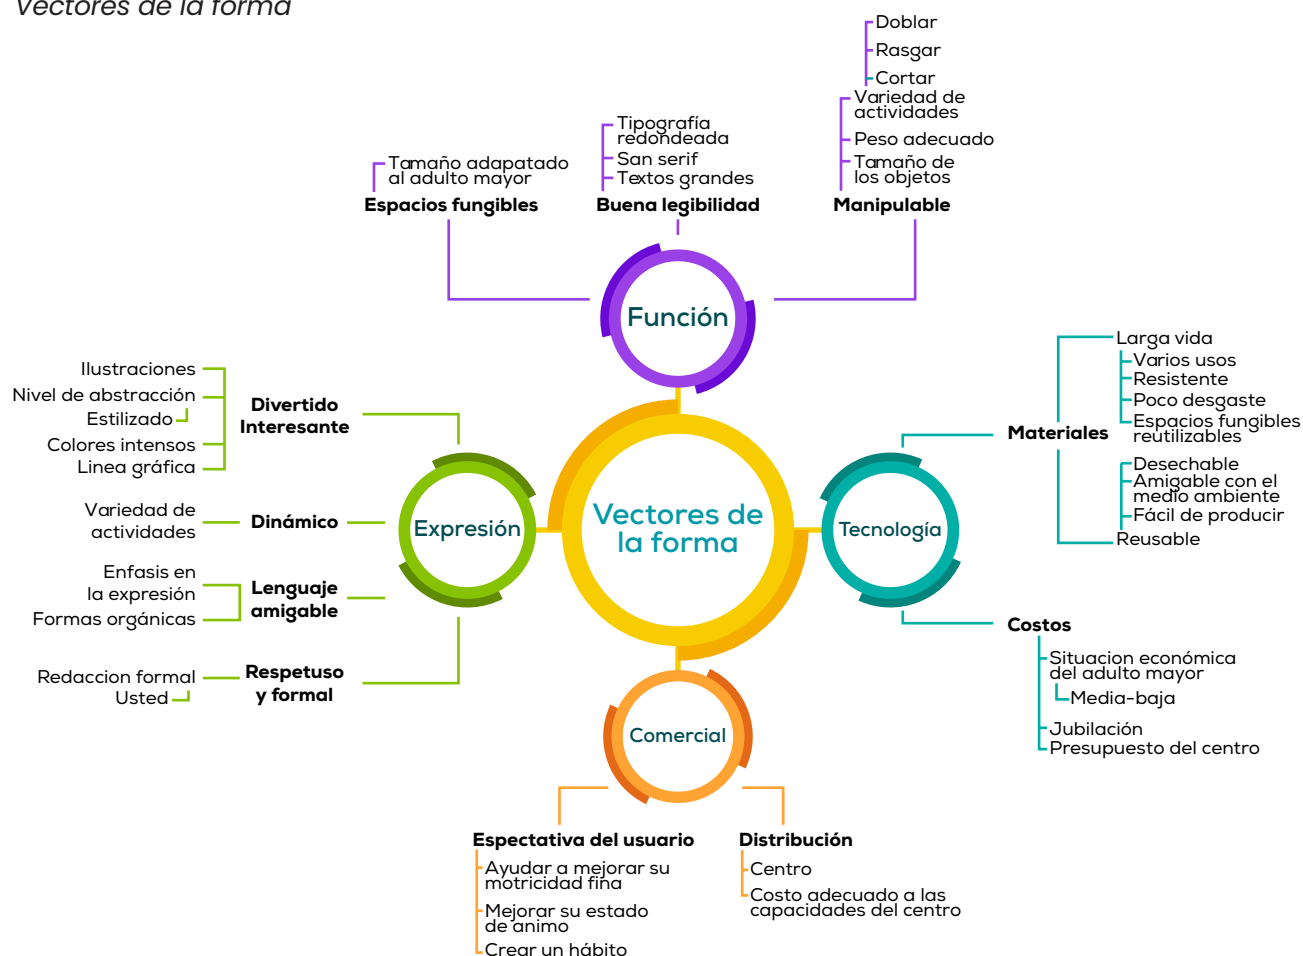 Vectores de la forma
Doblar
Rasgar
Cortar
Variedad de
actividades
Peso adecuado
Tamaño de
los objetos
Manipulable
Tipografía
redondeada
San serif
Textos grandes
Buena legibilidad
Tamaño adapatado
al adulto mayor
Espacios fungibles
Función
Ilustraciones
Nivel de abstracción
Estilizado
Colores intensos
Linea gráfica
Divertido
Interesante
Variedad de
actividades
Dinámico
Enfasis en
la expresión
Formas orgánicas
Lenguaje
amigable
Redaccion formal
Usted
Respetuso
y formal
Expresión
Vectores de
la forma
Tecnología
Materiales
Larga vida
Varios usos
Resistente
Poco desgaste
Espacios fungibles
reutilizables
Desechable
Amigable con el
medio ambiente
Fácil de producir
Reusable
Costos
Situacion económica
del adulto mayor
Media-baja
Jubilación
Presupuesto del centro
Comercial
Espectativa del usuario
Ayudar a mejorar su
motricidad fina
Mejorar su estado
de animo
Crear un hábito
Distribución
Centro
Costo adecuado a las
capacidades del centro